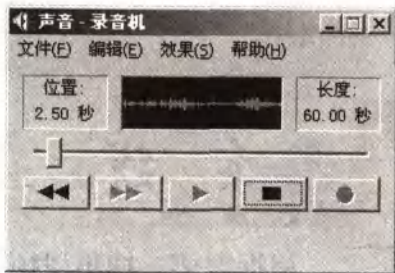 声音 - 录音机
文件(F) 编辑(E) 效果(S) 帮助(H)
位置:
2.50 秒
长度:
60.00 秒